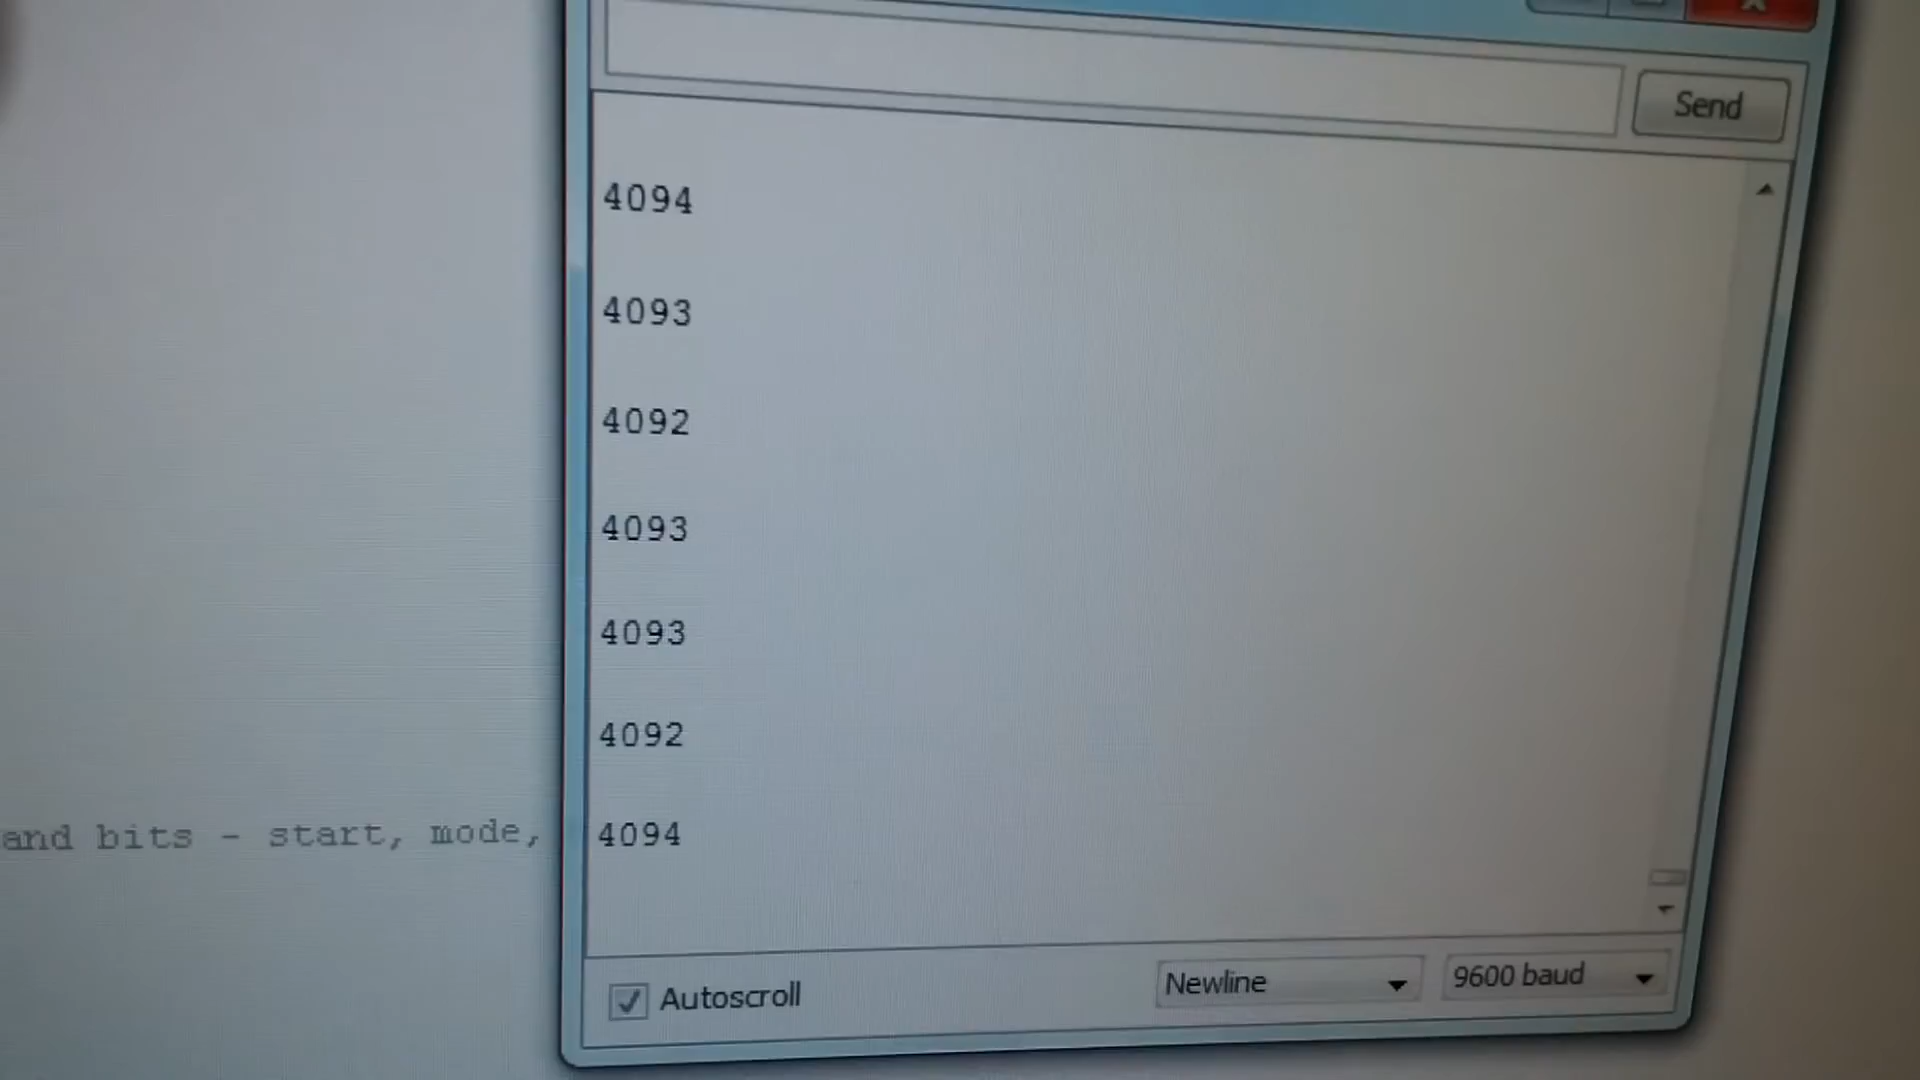 Send
4094
4093
4092
4093
4093
4092
4094
and bits - start, mode,
Autoscroll
Newline
9600 baud